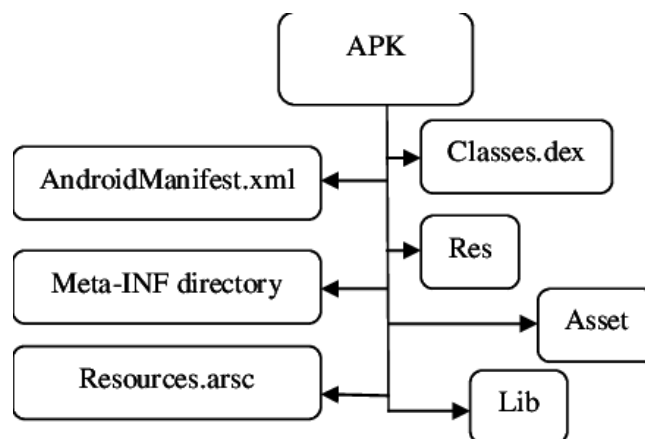 APK
Classes.dex
AndroidManifest.xml
Res
Meta-INF directory
Asset
Resources.arsc
Lib